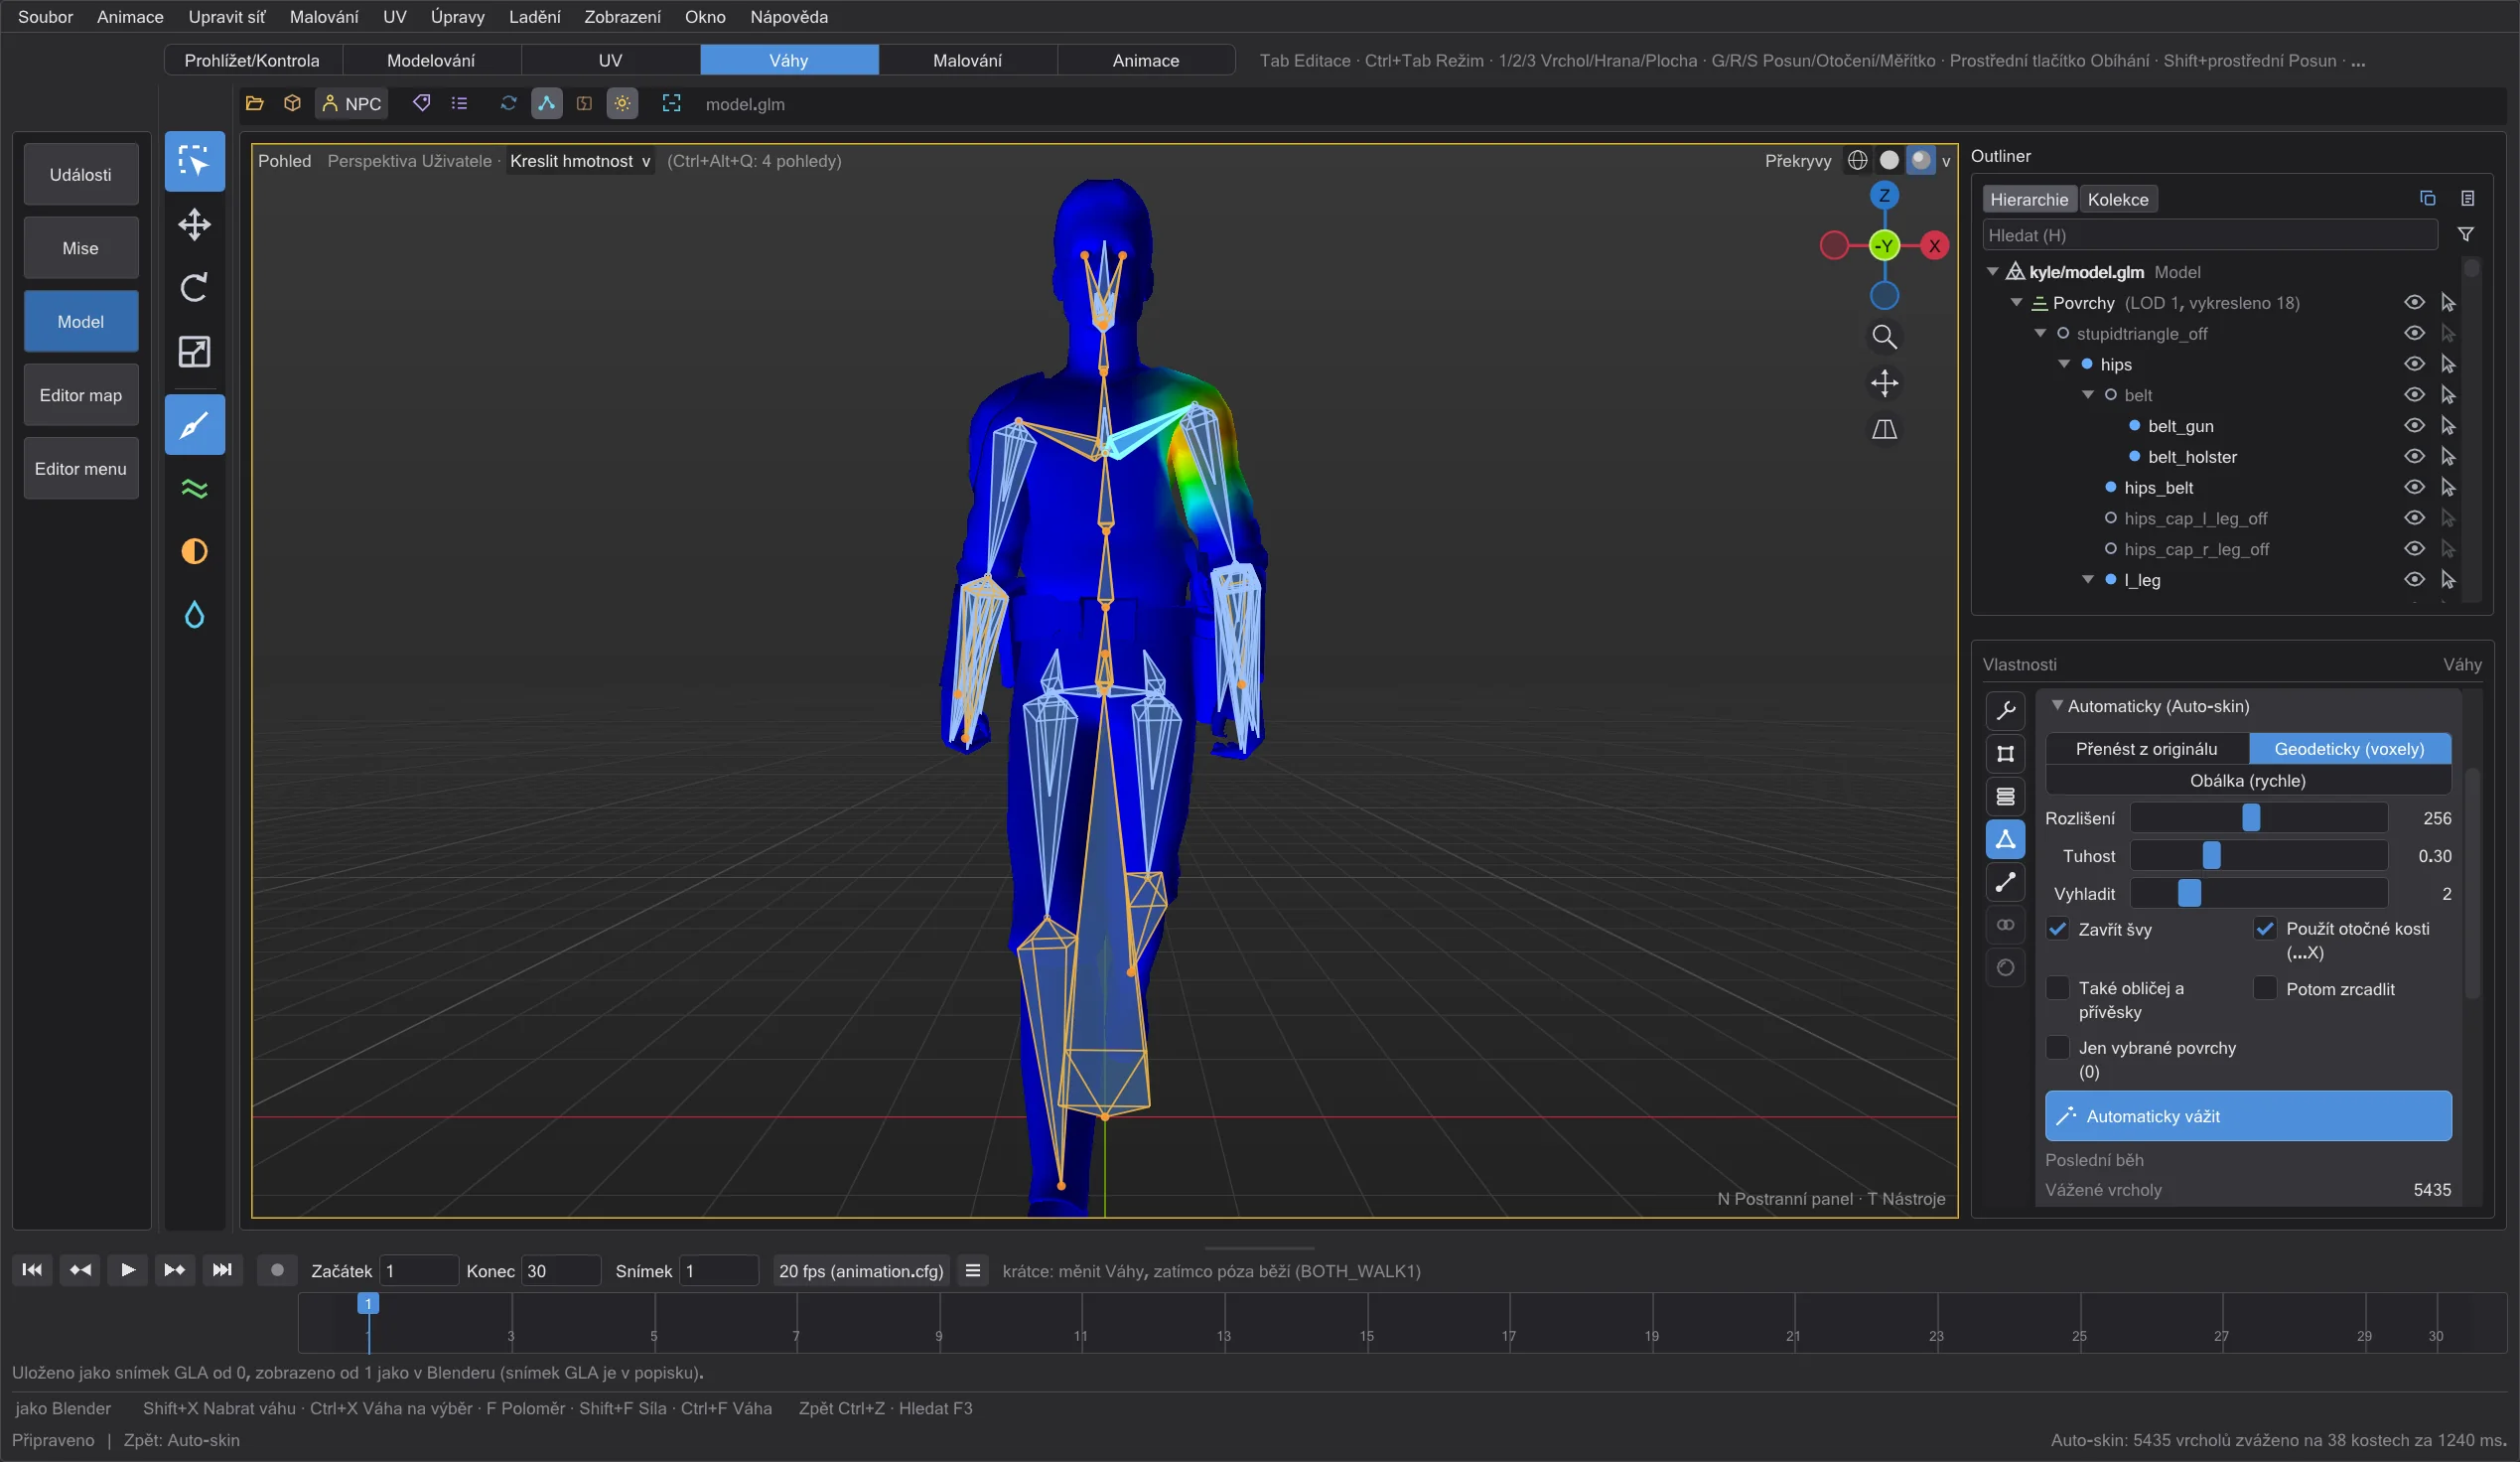 Soubor Animace Upravit síť Malování UV Úpravy Ladění Zobrazení Okno Nápověda
Prohlížet/Kontrola Modelování UV Váhy Malování Animace Tab Editace · Ctrl+Tab Režim · 1/2/3 Vrchol/Hrana/Plocha · G/R/S Posun/Otočení/Měřítko · Prostřední tlačítko Obíhání · Shift+prostřední Posun · ...
NPC model.glm
Události
Mise
Model
Editor map
Editor menu
Pohled Perspektiva Uživatele · Kreslit hmotnost v (Ctrl+Alt+Q: 4 pohledy)
Překryvy v
Z
-Y
X
N Postranní panel · T Nástroje
Outliner
Hierarchie Kolekce
Hledat (H)
kyle/model.glm Model
Povrchy (LOD 1, vykresleno 18)
stupidtriangle_off
hips
belt
belt_gun
belt_holster
hips_belt
hips_cap_l_leg_off
hips_cap_r_leg_off
l_leg
Vlastnosti Váhy
Automaticky (Auto-skin)
Přenést z originálu Geodeticky (voxely)
Obálka (rychle)
Rozlišení 256
Tuhost 0.30
Vyhladit 2
Zavřít švy
Použít otočné kosti
(...X)
Také obličej a
přívěsky
Potom zrcadlit
Jen vybrané povrchy
(0)
Automaticky vážit
Poslední běh
Vážené vrcholy 5435
Začátek 1 Konec 30 Snímek 1 20 fps (animation.cfg) krátce: měnit Váhy, zatímco póza běží (BOTH_WALK1)
1
1 3 5 7 9 11 13 15 17 19 21 23 25 27 29 30
Uloženo jako snímek GLA od 0, zobrazeno od 1 jako v Blenderu (snímek GLA je v popisku).
jako Blender Shift+X Nabrat váhu · Ctrl+X Váha na výběr · F Poloměr · Shift+F Síla · Ctrl+F Váha Zpět Ctrl+Z · Hledat F3
Připraveno | Zpět: Auto-skin
Auto-skin: 5435 vrcholů zváženo na 38 kostech za 1240 ms.